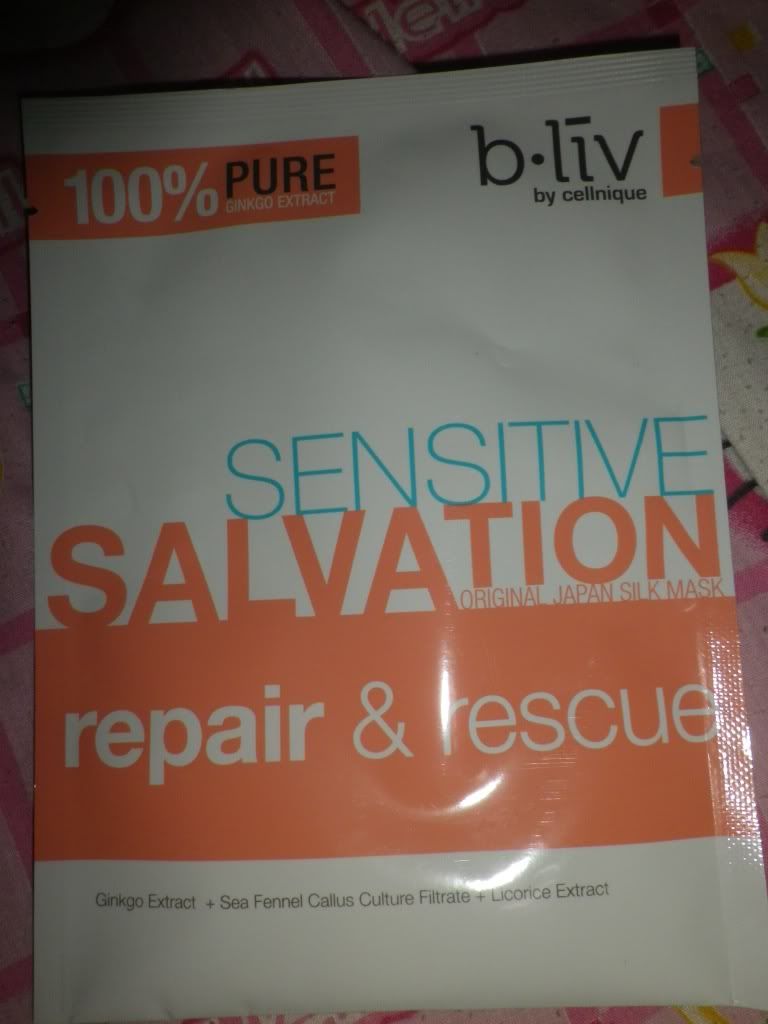 100% PURE
GINKGO EXTRACT
b·līv
by cellnique
SENSITIVE
SALVATION
ORIGINAL JAPAN SILK MASK
repair & rescue
Ginkgo Extract + Sea Fennel Callus Culture Filtrate + Licorice Extract